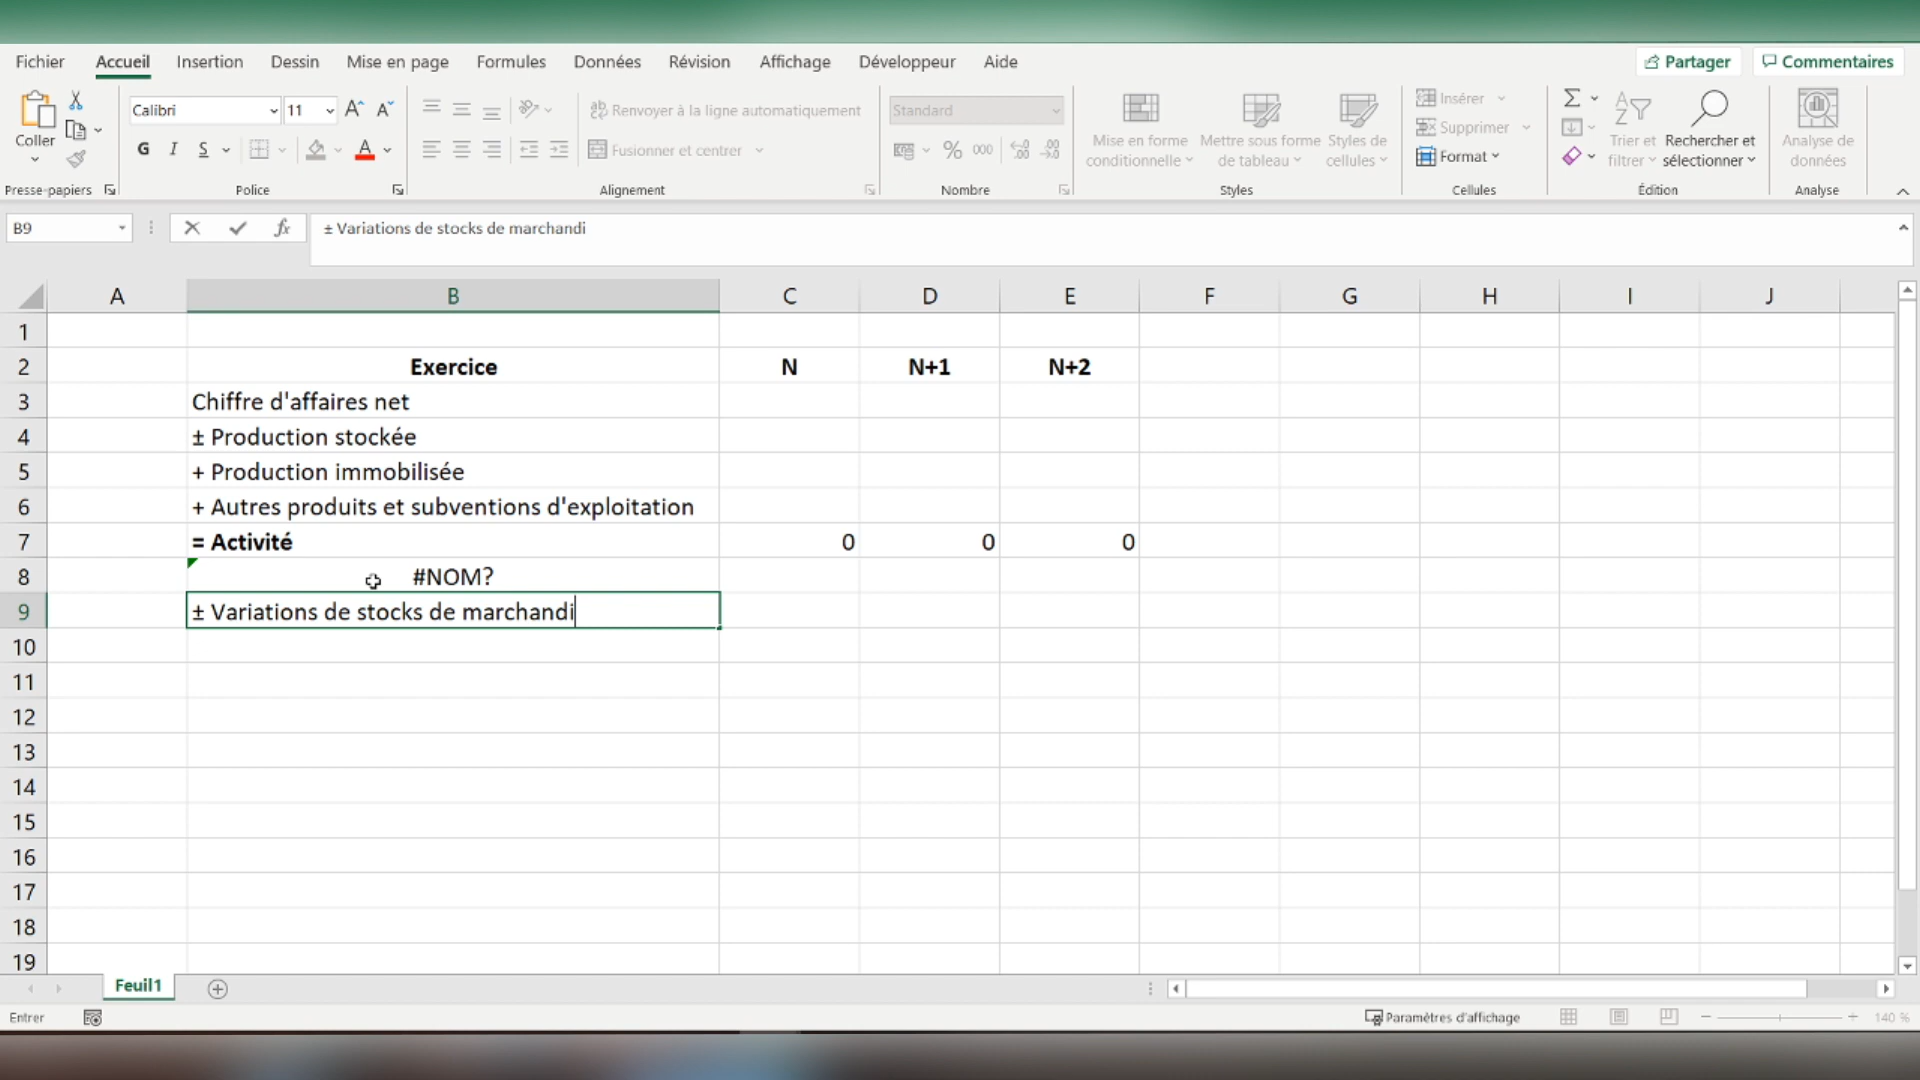 Fichier Accueil Insertion Dessin Mise en page Formules Données Révision Affichage Développeur Aide Partager Commentaires
Coller
Presse-papiers
Calibri 11
G I S A
Police
Renvoyer à la ligne automatiquement
Fusionner et centrer
Alignement
Standard
% 000
Nombre
Mise en forme conditionnelle
Mettre sous forme de tableau
Styles de cellules
Styles
Insérer
Supprimer
Format
Cellules
Trier et filtrer
Rechercher et sélectionner
Édition
Analyse de données
Analyse
B9 fx ± Variations de stocks de marchandi
A B C D E F G H I J
1
2 Exercice N N+1 N+2
3 Chiffre d'affaires net
4 ± Production stockée
5 + Production immobilisée
6 + Autres produits et subventions d'exploitation
7 = Activité 0 0 0
8 #NOM?
9 ± Variations de stocks de marchandi
10
11
12
13
14
15
16
17
18
19
Feuil1
Entrer Paramètres d'affichage 140 %